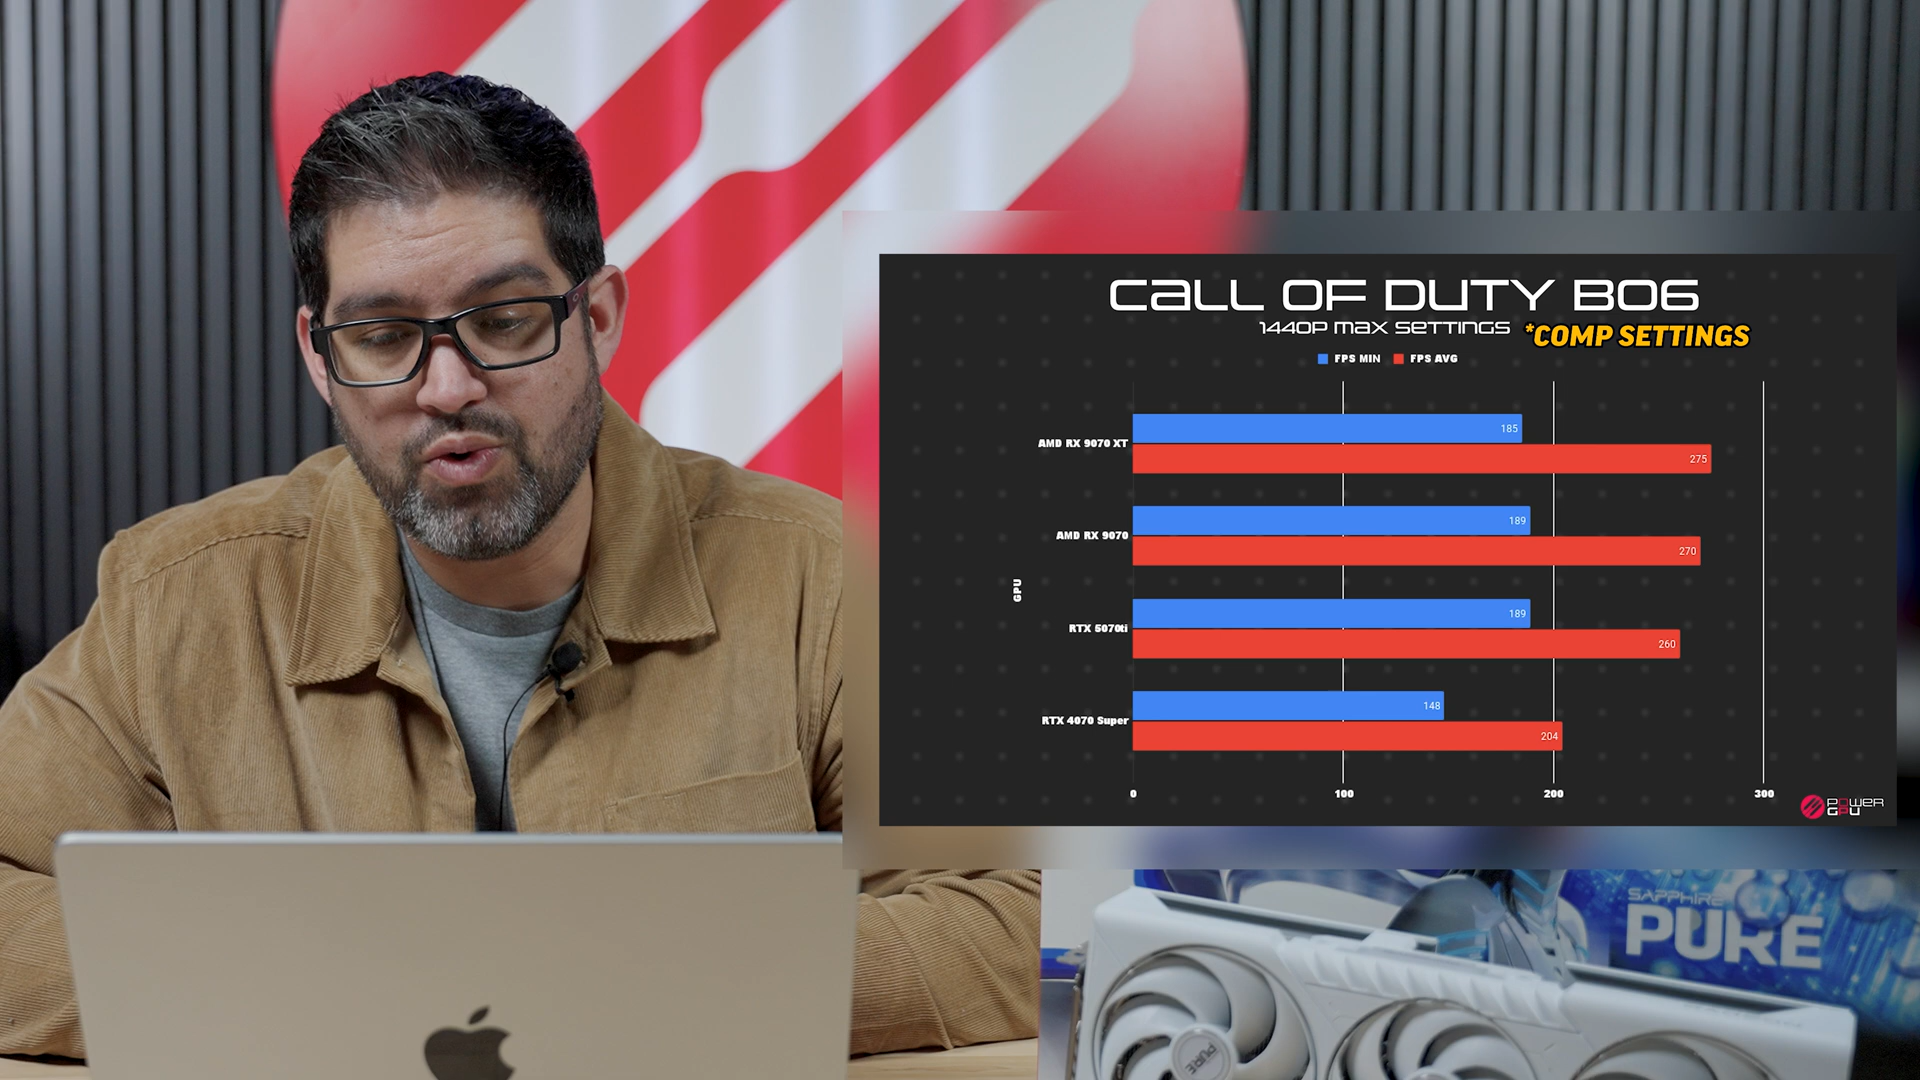 CALL OF DUTY BO6
1440P MAX SETTINGS *COMP SETTINGS
FPS MIN FPS AVG
AMD RX 9070 XT
185
275
AMD RX 9070
189
270
GPU
RTX 5070ti
189
260
RTX 4070 Super
148
204
0 100 200 300
POWER
GPU
SAPPHIRE
PURE
PURE